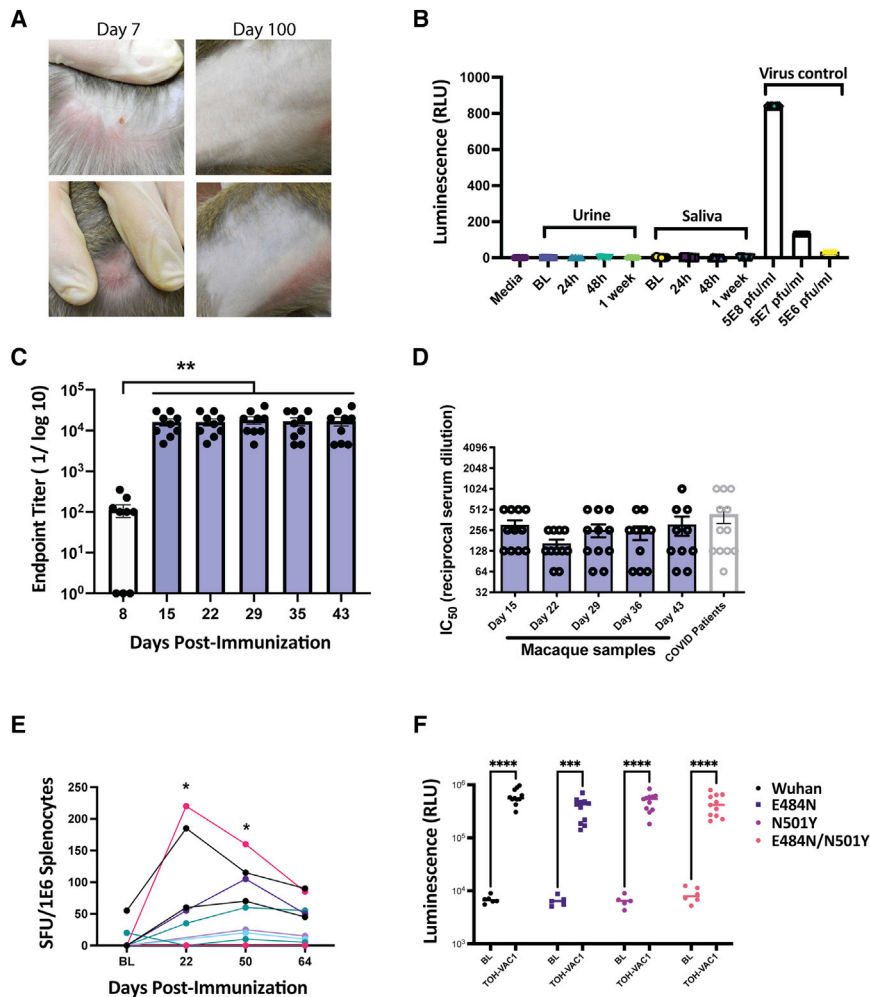 A
Day 7
Day 100
B
Luminescence (RLU)
1000
800
600
400
200
0
Virus control
Urine
Saliva
Media
BL
24h
48h
1 week
BL
24h
48h
1 week
5E8 pfu/ml
5E7 pfu/ml
5E6 pfu/ml
C
**
Endpoint Titer ( 1/ log 10)
10⁵
10⁴
10³
10²
10¹
10⁰
8 15 22 29 35 43
Days Post-Immunization
D
IC₅₀ (reciprocal serum dilution)
4096
2048
1024
512
256
128
64
32
Day 15
Day 22
Day 29
Day 36
Day 43
COVID Patients
Macaque samples
E
SFU/1E6 Splenocytes
250
200
150
100
50
0
*
*
BL 22 50 64
Days Post-Immunization
F
Luminescence (RLU)
10⁶
10⁵
10⁴
10³
**** *** **** ****
Wuhan
E484N
N501Y
E484N/N501Y
BL
TOH-VAC1
BL
TOH-VAC1
BL
TOH-VAC1
BL
TOH-VAC1